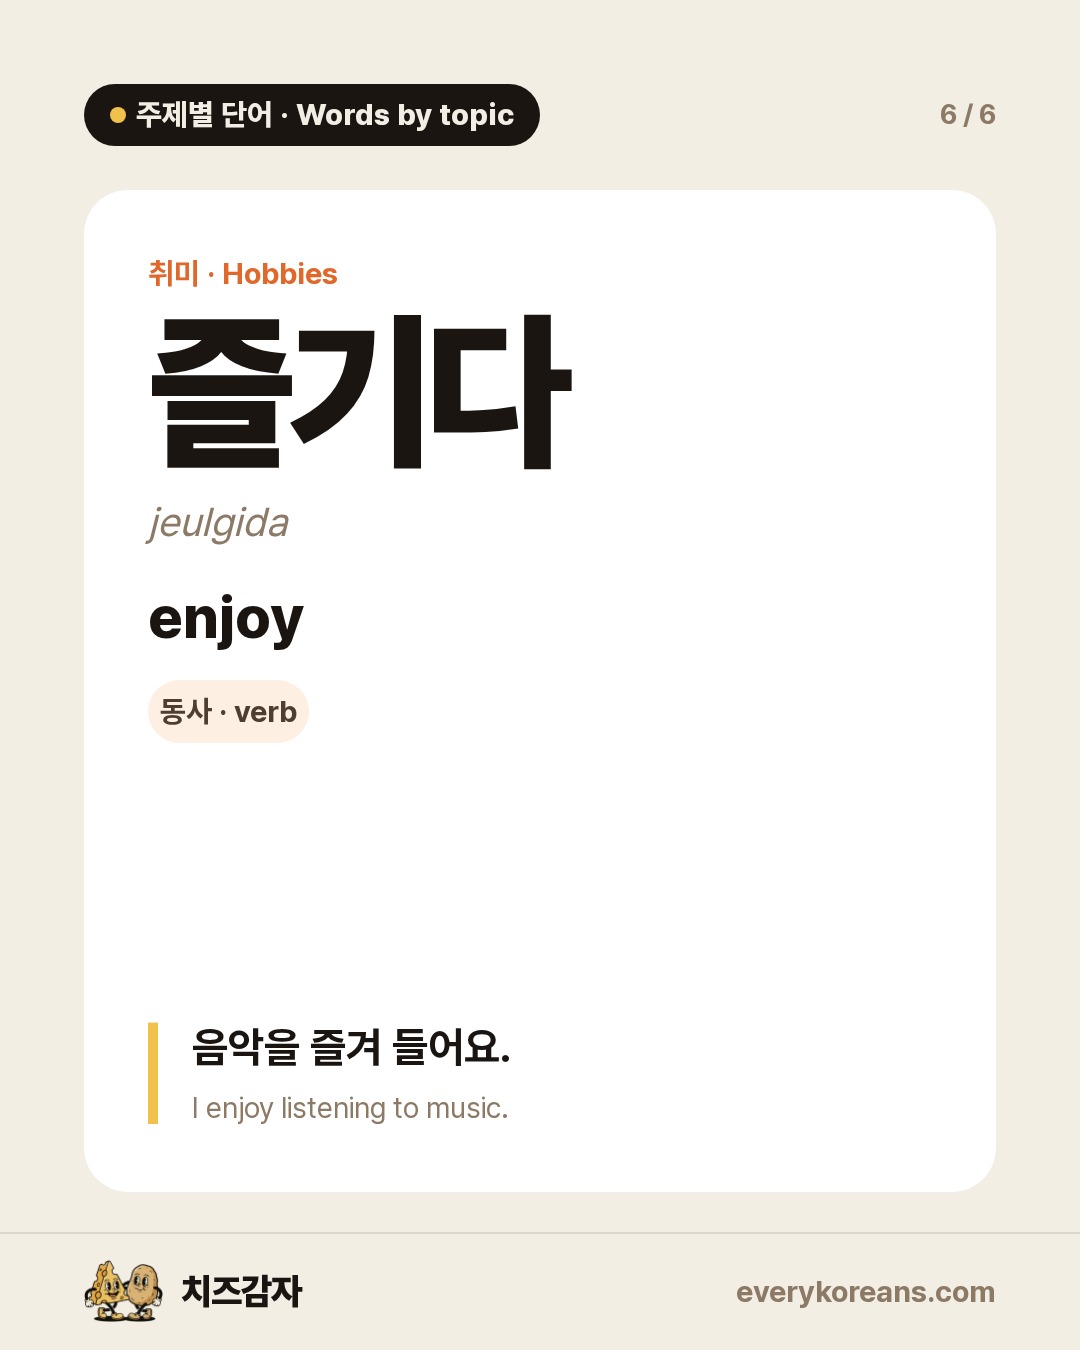 주제별 단어 · Words by topic
6 / 6
취미 · Hobbies
즐기다
jeulgida
enjoy
동사 · verb
음악을 즐겨 들어요.
I enjoy listening to music.
치즈감자
everykoreans.com